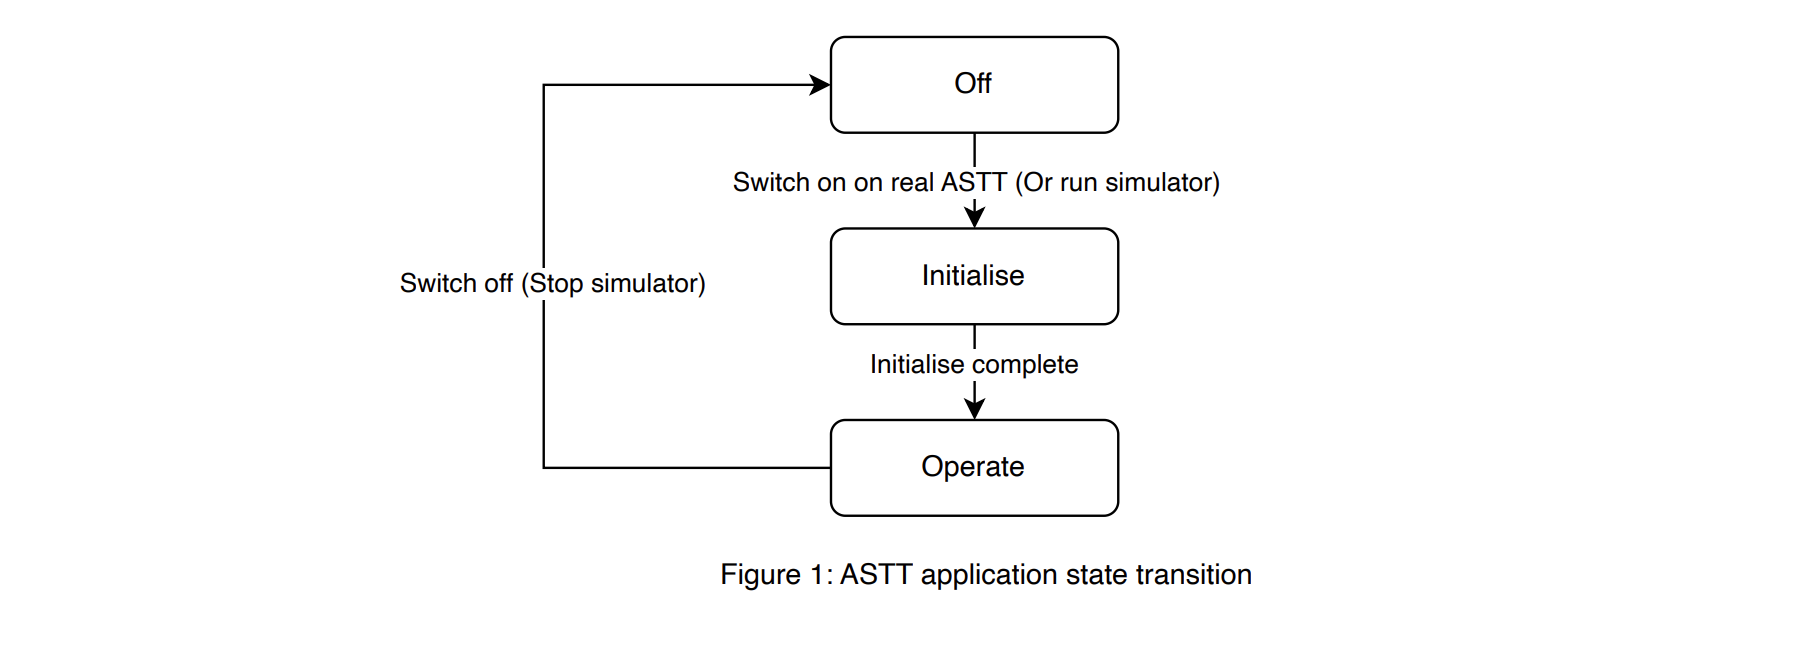 Off
Switch on on real ASTT (Or run simulator)
Initialise
Switch off (Stop simulator)
Initialise complete
Operate
Figure 1: ASTT application state transition